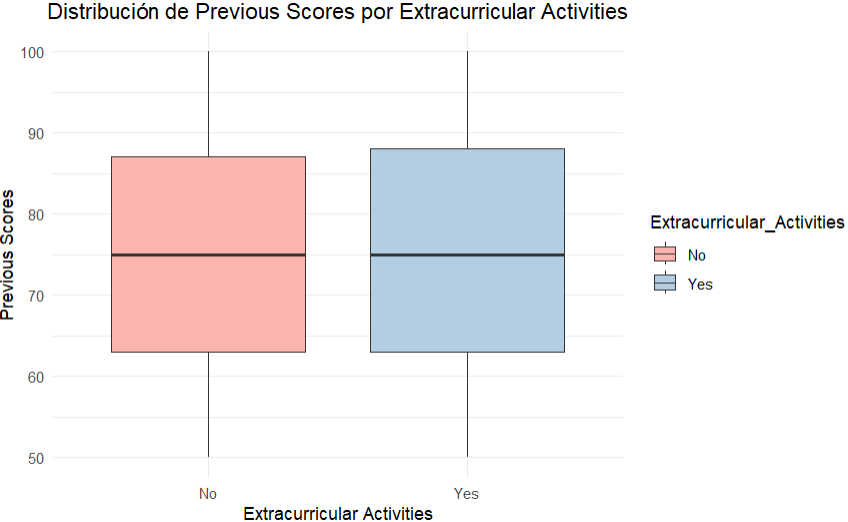 Distribución de Previous Scores por Extracurricular Activities
100
90
80
70
60
50
Previous Scores
No
Yes
Extracurricular Activities
Extracurricular_Activities
No
Yes